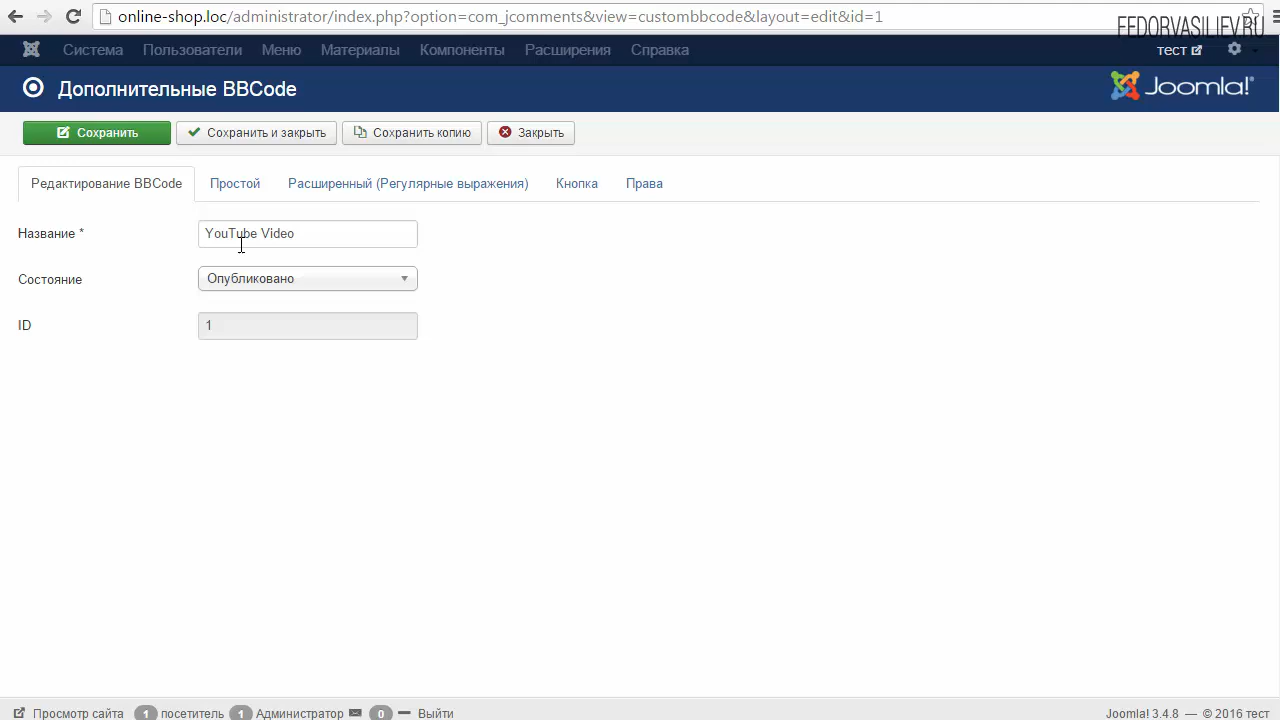 online-shop.loc/administrator/index.php?option=com_jcomments&view=custombbcode&layout=edit&id=1
FEDORVASILIEV.RU
Система Пользователи Меню Материалы Компоненты Расширения Справка тест
Дополнительные BBCode Joomla!
Сохранить Сохранить и закрыть Сохранить копию Закрыть
Редактирование BBCode Простой Расширенный (Регулярные выражения) Кнопка Права
Название * YouTube Video
Состояние Опубликовано
ID 1
Просмотр сайта 1 посетитель 1 Администратор 0 Выйти Joomla! 3.4.8 — © 2016 тест